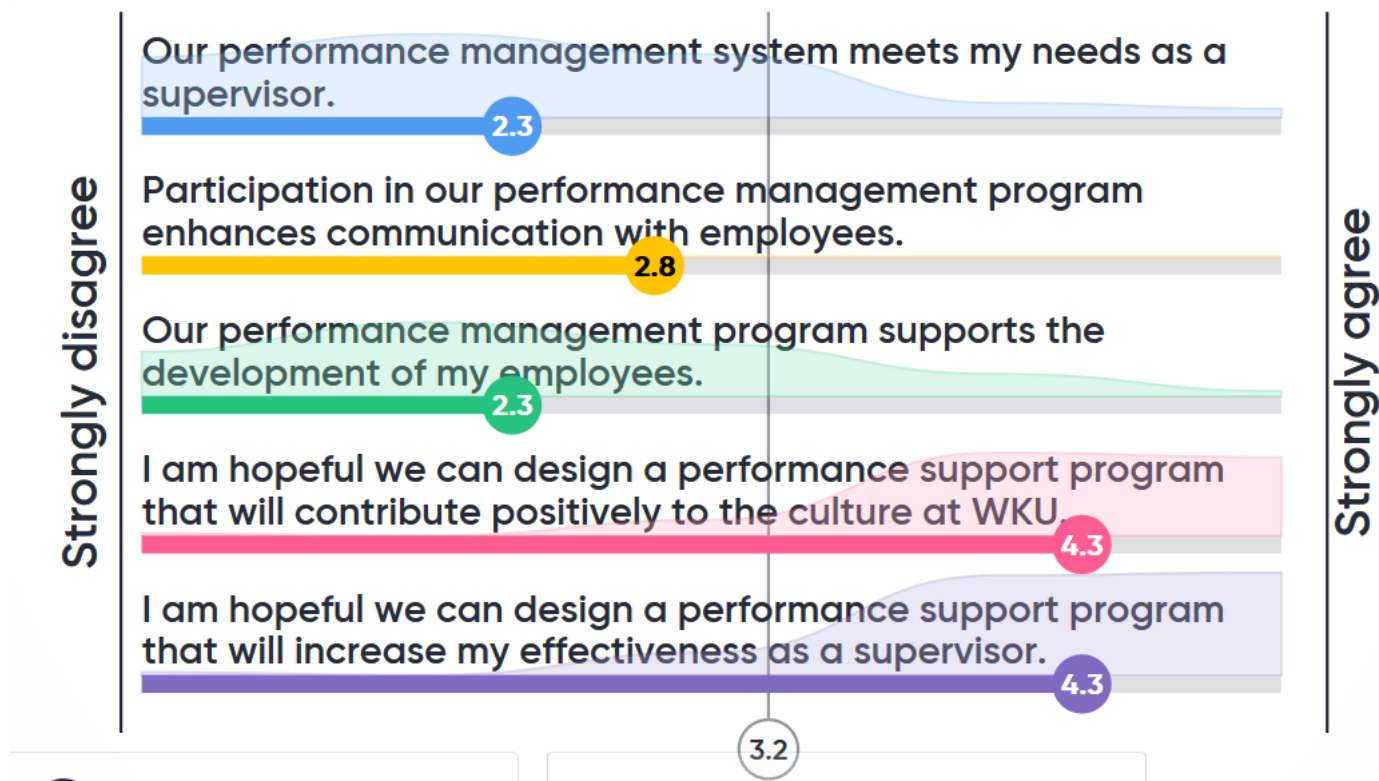 Our performance management system meets my needs as a
supervisor.
2.3
Participation in our performance management program
enhances communication with employees.
2.8
Our performance management program supports the
development of my employees.
2.3
I am hopeful we can design a performance support program
that will contribute positively to the culture at WKU.
4.3
I am hopeful we can design a performance support program
that will increase my effectiveness as a supervisor.
4.3
3.2
Strongly disagree
Strongly agree